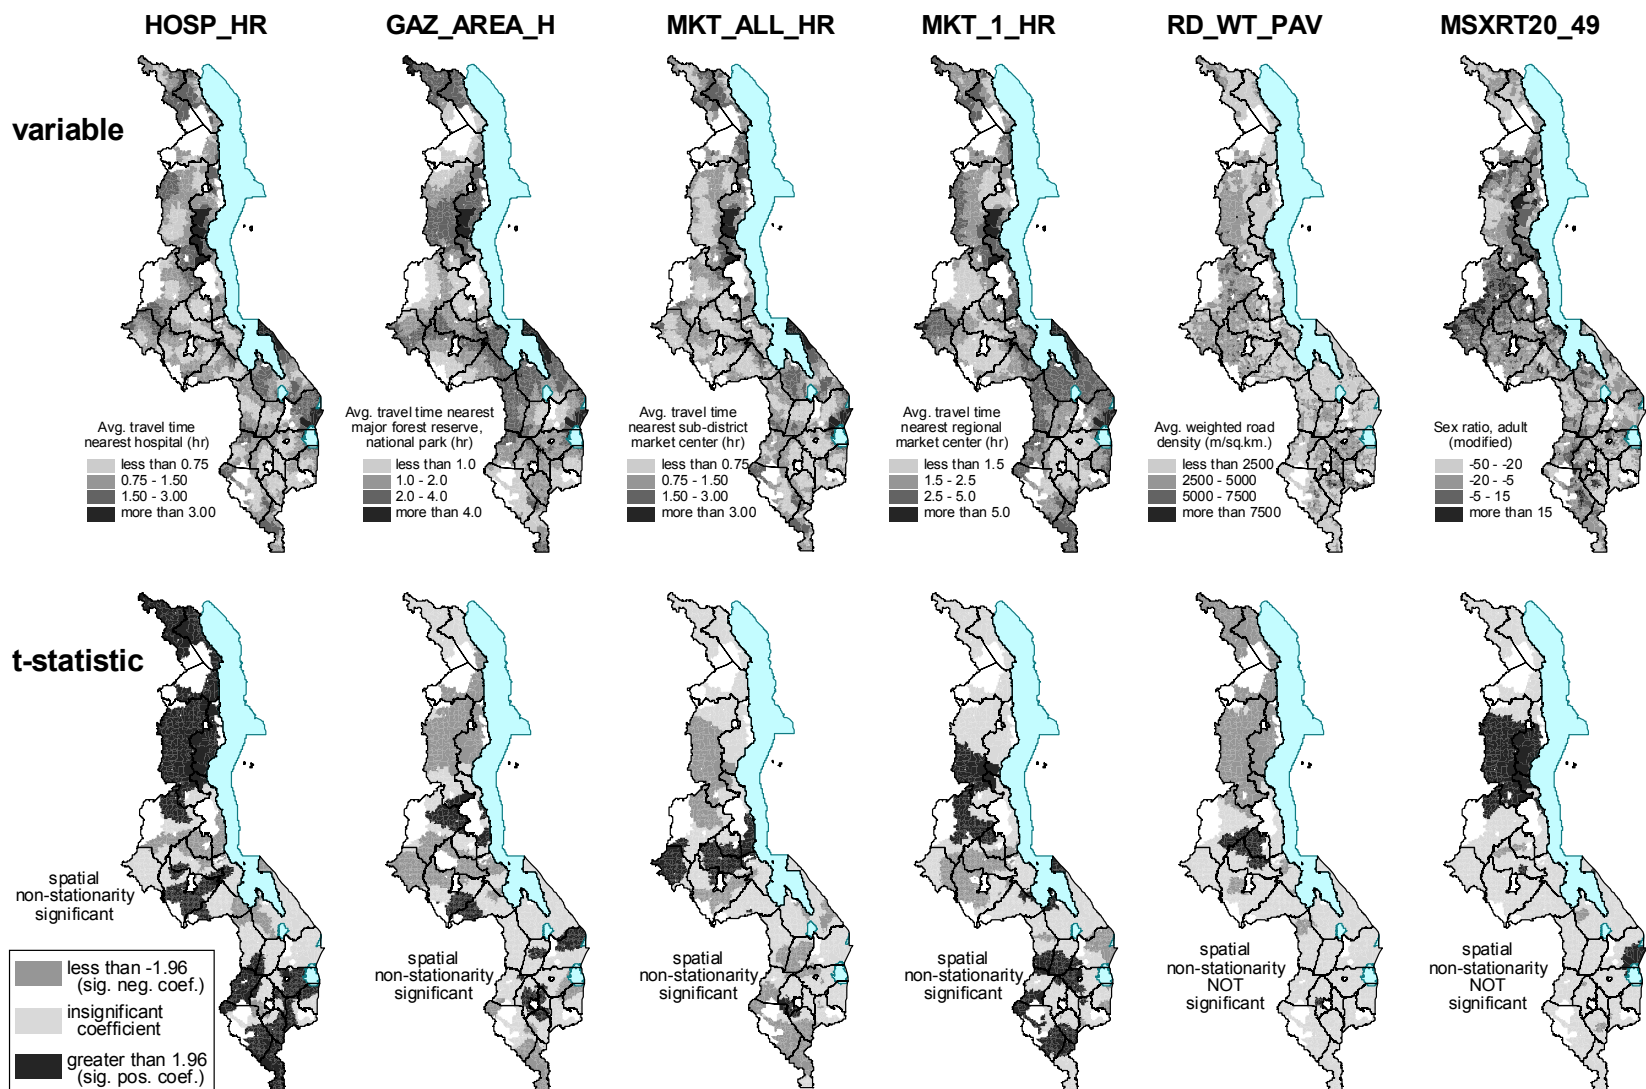 HOSP_HR
GAZ_AREA_H
MKT_ALL_HR
MKT_1_HR
RD_WT_PAV
MSXRT20_49
variable
Avg. travel time
nearest hospital (hr)
less than 0.75
0.75 - 1.50
1.50 - 3.00
more than 3.00
Avg. travel time nearest
major forest reserve,
national park (hr)
less than 1.0
1.0 - 2.0
2.0 - 4.0
more than 4.0
Avg. travel time
nearest sub-district
market center (hr)
less than 0.75
0.75 - 1.50
1.50 - 3.00
more than 3.00
Avg. travel time
nearest regional
market center (hr)
less than 1.5
1.5 - 2.5
2.5 - 5.0
more than 5.0
Avg. weighted road
density (m/sq.km.)
less than 2500
2500 - 5000
5000 - 7500
more than 7500
Sex ratio, adult
(modified)
-50 - -20
-20 - -5
-5 - 15
more than 15
t-statistic
spatial
non-stationarity
significant
spatial
non-stationarity
significant
spatial
non-stationarity
significant
spatial
non-stationarity
significant
spatial
non-stationarity
NOT
significant
spatial
non-stationarity
NOT
significant
less than -1.96
(sig. neg. coef.)
insignificant
coefficient
greater than 1.96
(sig. pos. coef.)